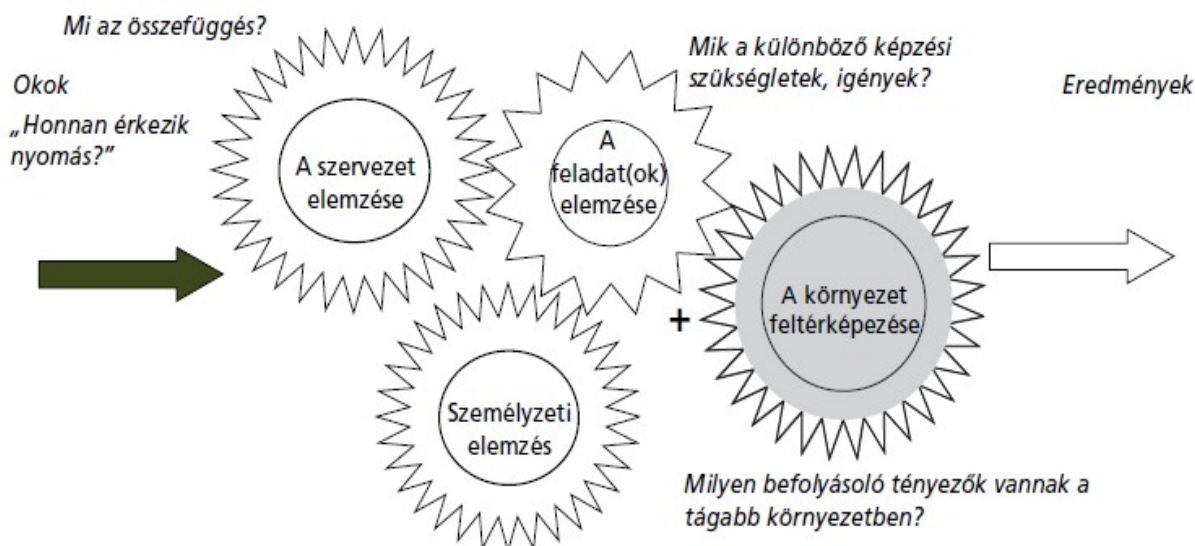 Mi az összefüggés?
Okok
„Honnan érkezik
nyomás?”
A szervezet
elemzése
A
feladat(ok)
elemzése
Mik a különböző képzési
szükségletek, igények?
Eredmények
+
A környezet
feltérképezése
Személyzeti
elemzés
Milyen befolyásoló tényezők vannak a
tágabb környezetben?